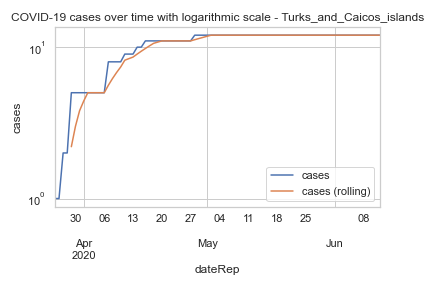 COVID-19 cases over time with logarithmic scale - Turks_and_Caicos_islands
10¹
cases
10⁰
cases
cases (rolling)
30 06 13 20 27 04 11 18 25 08
Apr May Jun
2020
dateRep